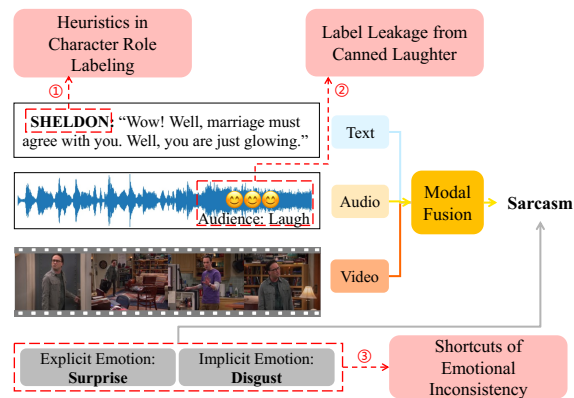 Heuristics in
Character Role
Labeling
Label Leakage from
Canned Laughter
①
②
SHELDON: “Wow! Well, marriage must
agree with you. Well, you are just glowing.”
Audience: Laugh
Text
Audio
Video
Modal
Fusion
Sarcasm
Explicit Emotion:
Surprise
Implicit Emotion:
Disgust
③
Shortcuts of
Emotional
Inconsistency